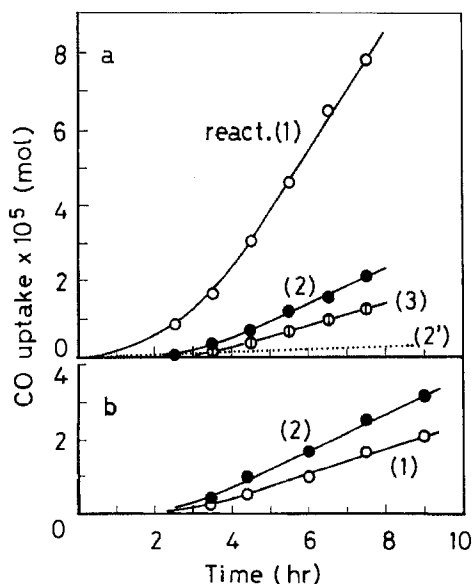 a
8
react.(1)
6
4
(2)
2
(3)
(2')
0
CO uptake x 10⁵ (mol)
4
b
(2)
2
(1)
0
2 4 6 8 10
Time (hr)